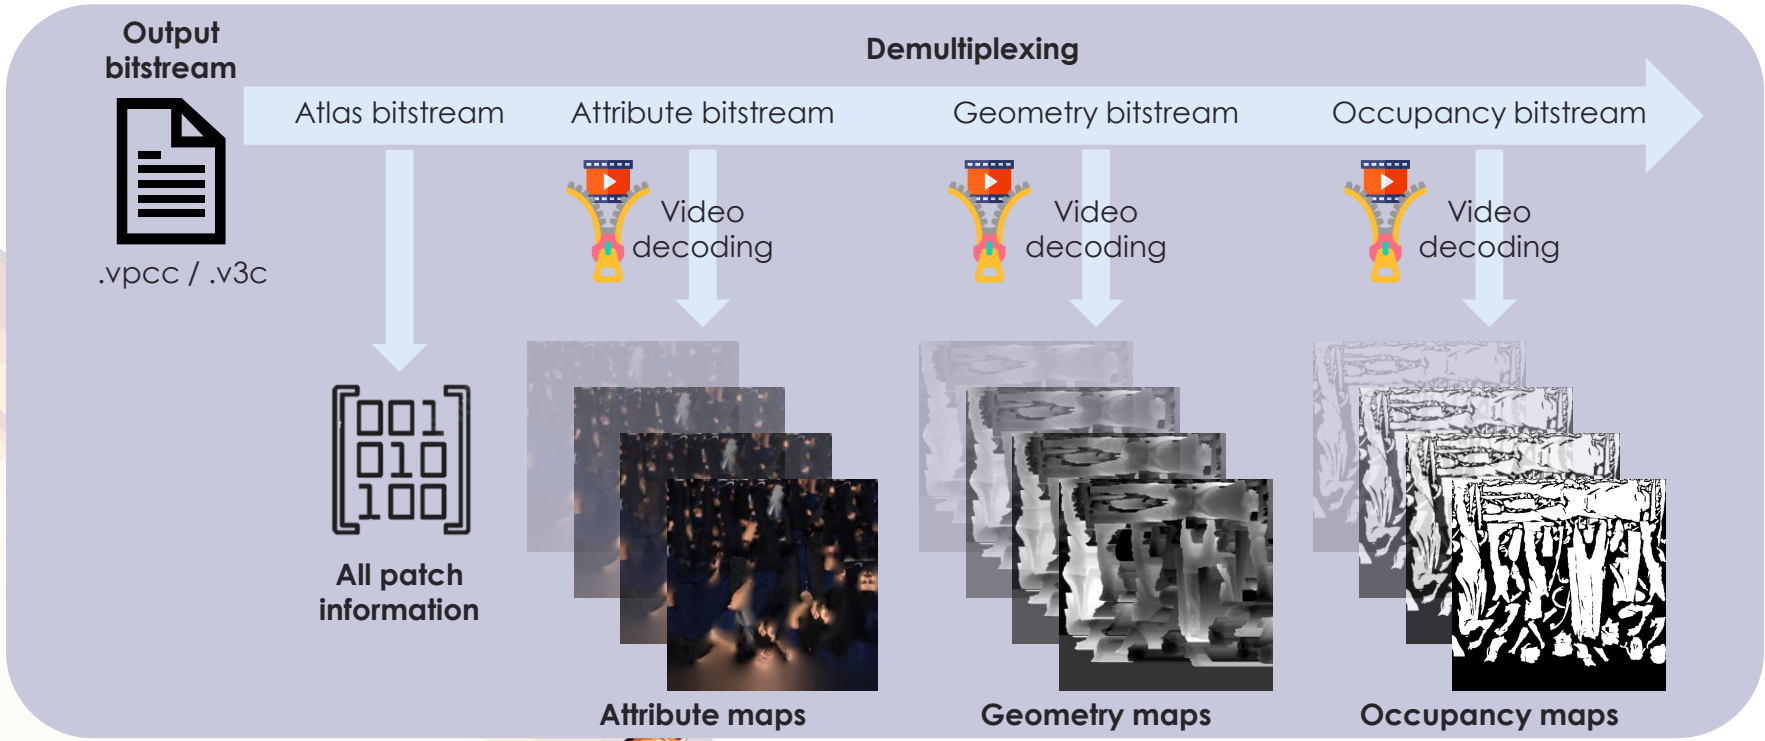 Output
bitstream
Demultiplexing
Atlas bitstream
Attribute bitstream
Geometry bitstream
Occupancy bitstream
.vpcc / .v3c
Video
decoding
Video
decoding
Video
decoding
001
010
100
All patch
information
Attribute maps
Geometry maps
Occupancy maps